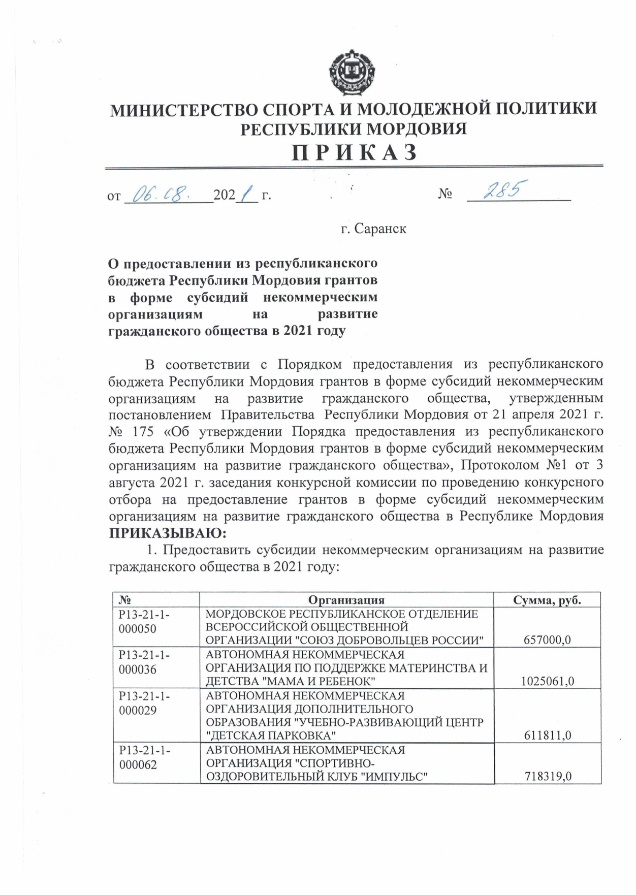 МИНИСТЕРСТВО СПОРТА И МОЛОДЕЖНОЙ ПОЛИТИКИ
РЕСПУБЛИКИ МОРДОВИЯ
П Р И К А З
от 06.08. 2021 г. № 285
г. Саранск
О предоставлении из республиканского
бюджета Республики Мордовия грантов
в форме субсидий некоммерческим
организациям на развитие
гражданского общества в 2021 году
В соответствии с Порядком предоставления из республиканского
бюджета Республики Мордовия грантов в форме субсидий некоммерческим
организациям на развитие гражданского общества, утвержденным
постановлением Правительства Республики Мордовия от 21 апреля 2021 г.
№ 175 «Об утверждении Порядка предоставления из республиканского
бюджета Республики Мордовия грантов в форме субсидий некоммерческим
организациям на развитие гражданского общества», Протоколом №1 от 3
августа 2021 г. заседания конкурсной комиссии по проведению конкурсного
отбора на предоставление грантов в форме субсидий некоммерческим
организациям на развитие гражданского общества в Республике Мордовия
ПРИКАЗЫВАЮ:
1. Предоставить субсидии некоммерческим организациям на развитие
гражданского общества в 2021 году:
№ Организация Сумма, руб.
Р13-21-1- МОРДОВСКОЕ РЕСПУБЛИКАНСКОЕ ОТДЕЛЕНИЕ
000050 ВСЕРОССИЙСКОЙ ОБЩЕСТВЕННОЙ
ОРГАНИЗАЦИИ "СОЮЗ ДОБРОВОЛЬЦЕВ РОССИИ" 657000,0
Р13-21-1- АВТОНОМНАЯ НЕКОММЕРЧЕСКАЯ
000036 ОРГАНИЗАЦИЯ ПО ПОДДЕРЖКЕ МАТЕРИНСТВА И
ДЕТСТВА "МАМА И РЕБЕНОК" 1025061,0
Р13-21-1- АВТОНОМНАЯ НЕКОММЕРЧЕСКАЯ
000029 ОРГАНИЗАЦИЯ ДОПОЛНИТЕЛЬНОГО
ОБРАЗОВАНИЯ "УЧЕБНО-РАЗВИВАЮЩИЙ ЦЕНТР
"ДЕТСКАЯ ПАРКОВКА" 611811,0
Р13-21-1- АВТОНОМНАЯ НЕКОММЕРЧЕСКАЯ
000062 ОРГАНИЗАЦИЯ "СПОРТИВНО-
ОЗДОРОВИТЕЛЬНЫЙ КЛУБ "ИМПУЛЬС" 718319,0